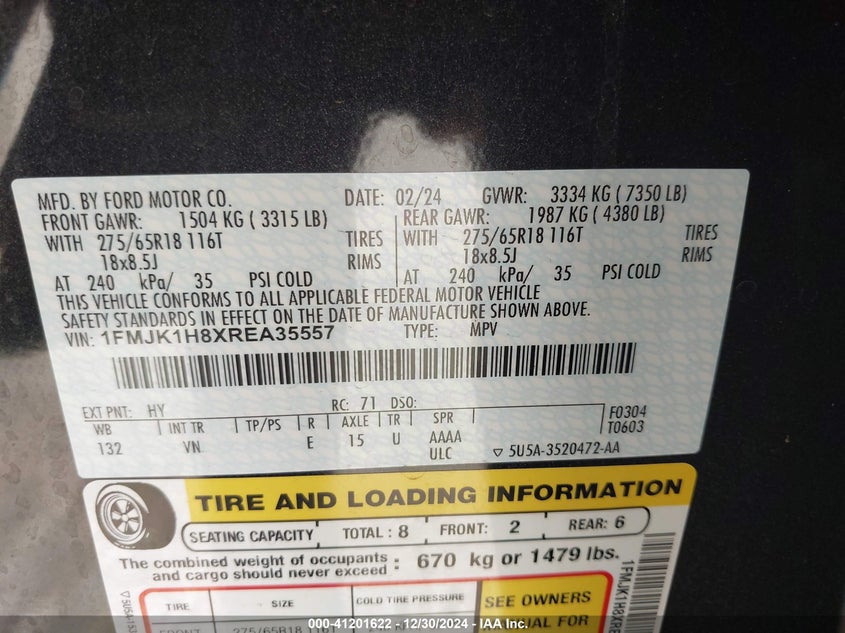 MFD. BY FORD MOTOR CO. DATE: 02/24 GVWR: 3334 KG ( 7350 LB)
FRONT GAWR: 1504 KG ( 3315 LB) REAR GAWR: 1987 KG ( 4380 LB)
WITH 275/65R18 116T TIRES WITH 275/65R18 116T TIRES
18x8.5J RIMS 18x8.5J RIMS
AT 240 kPa/ 35 PSI COLD AT 240 kPa/ 35 PSI COLD
THIS VEHICLE CONFORMS TO ALL APPLICABLE FEDERAL MOTOR VEHICLE
SAFETY STANDARDS IN EFFECT ON THE DATE OF MANUFACTURE SHOWN ABOVE.
VIN: 1FMJK1H8XREA35557 TYPE: MPV
EXT PNT: HY RC: 71 DSO:
WB INT TR TP/PS R AXLE TR SPR F0304
132 VN E 15 U AAAA T0603
ULC ▽ 5U5A-3520472-AA
TIRE AND LOADING INFORMATION
SEATING CAPACITY TOTAL : 8 FRONT: 2 REAR: 6
The combined weight of occupants and cargo should never exceed : 670 kg or 1479 lbs.
TIRE SIZE COLD TIRE PRESSURE SEE OWNERS
FRONT 275/65R18 116T MANUAL FOR
000-41201622 - 12/30/2024 - IAA Inc.